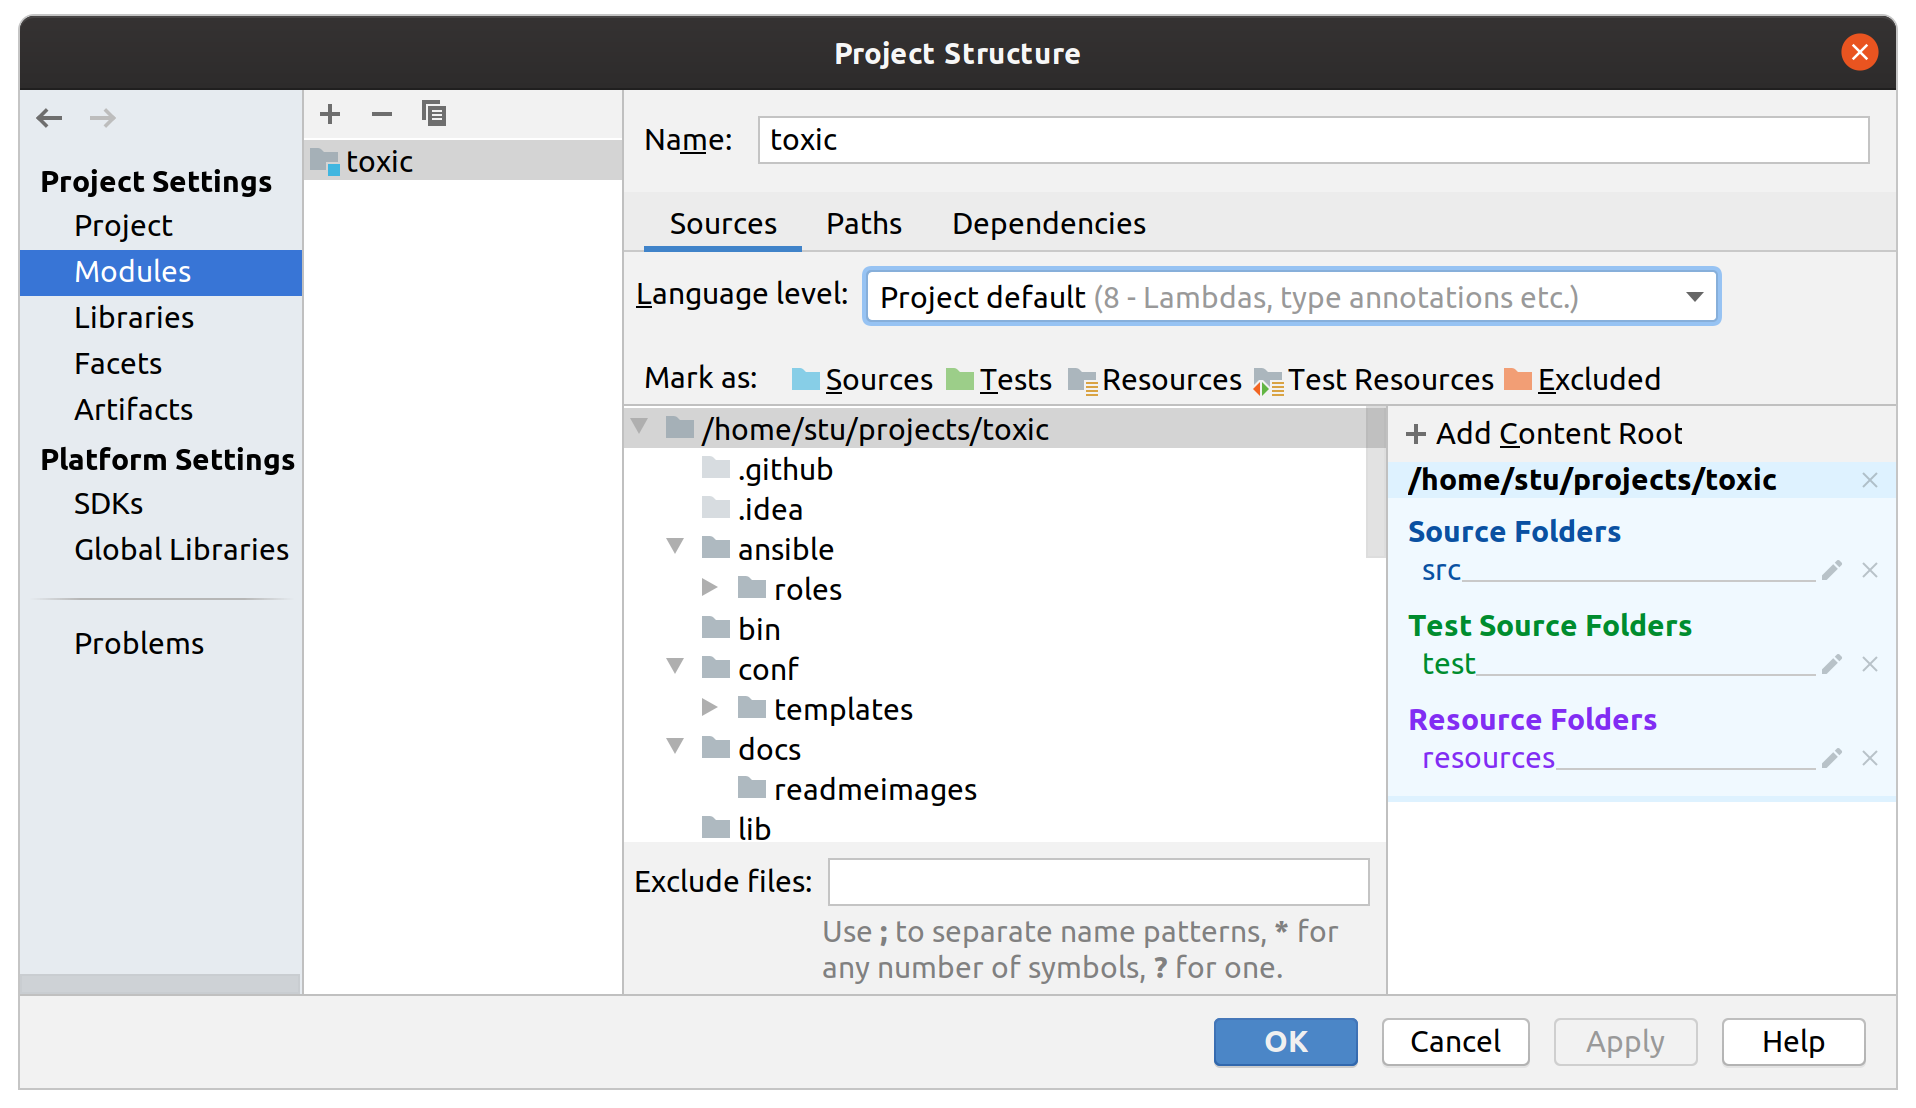 Project Structure
Project Settings
Project
Modules
Libraries
Facets
Artifacts
Platform Settings
SDKs
Global Libraries
Problems
toxic
Name: toxic
Sources Paths Dependencies
Language level: Project default (8 - Lambdas, type annotations etc.)
Mark as: Sources Tests Resources Test Resources Excluded
/home/stu/projects/toxic
.github
.idea
ansible
roles
bin
conf
templates
docs
readmeimages
lib
Exclude files:
Use ; to separate name patterns, * for
any number of symbols, ? for one.
Add Content Root
/home/stu/projects/toxic
Source Folders
src
Test Source Folders
test
Resource Folders
resources
OK Cancel Apply Help